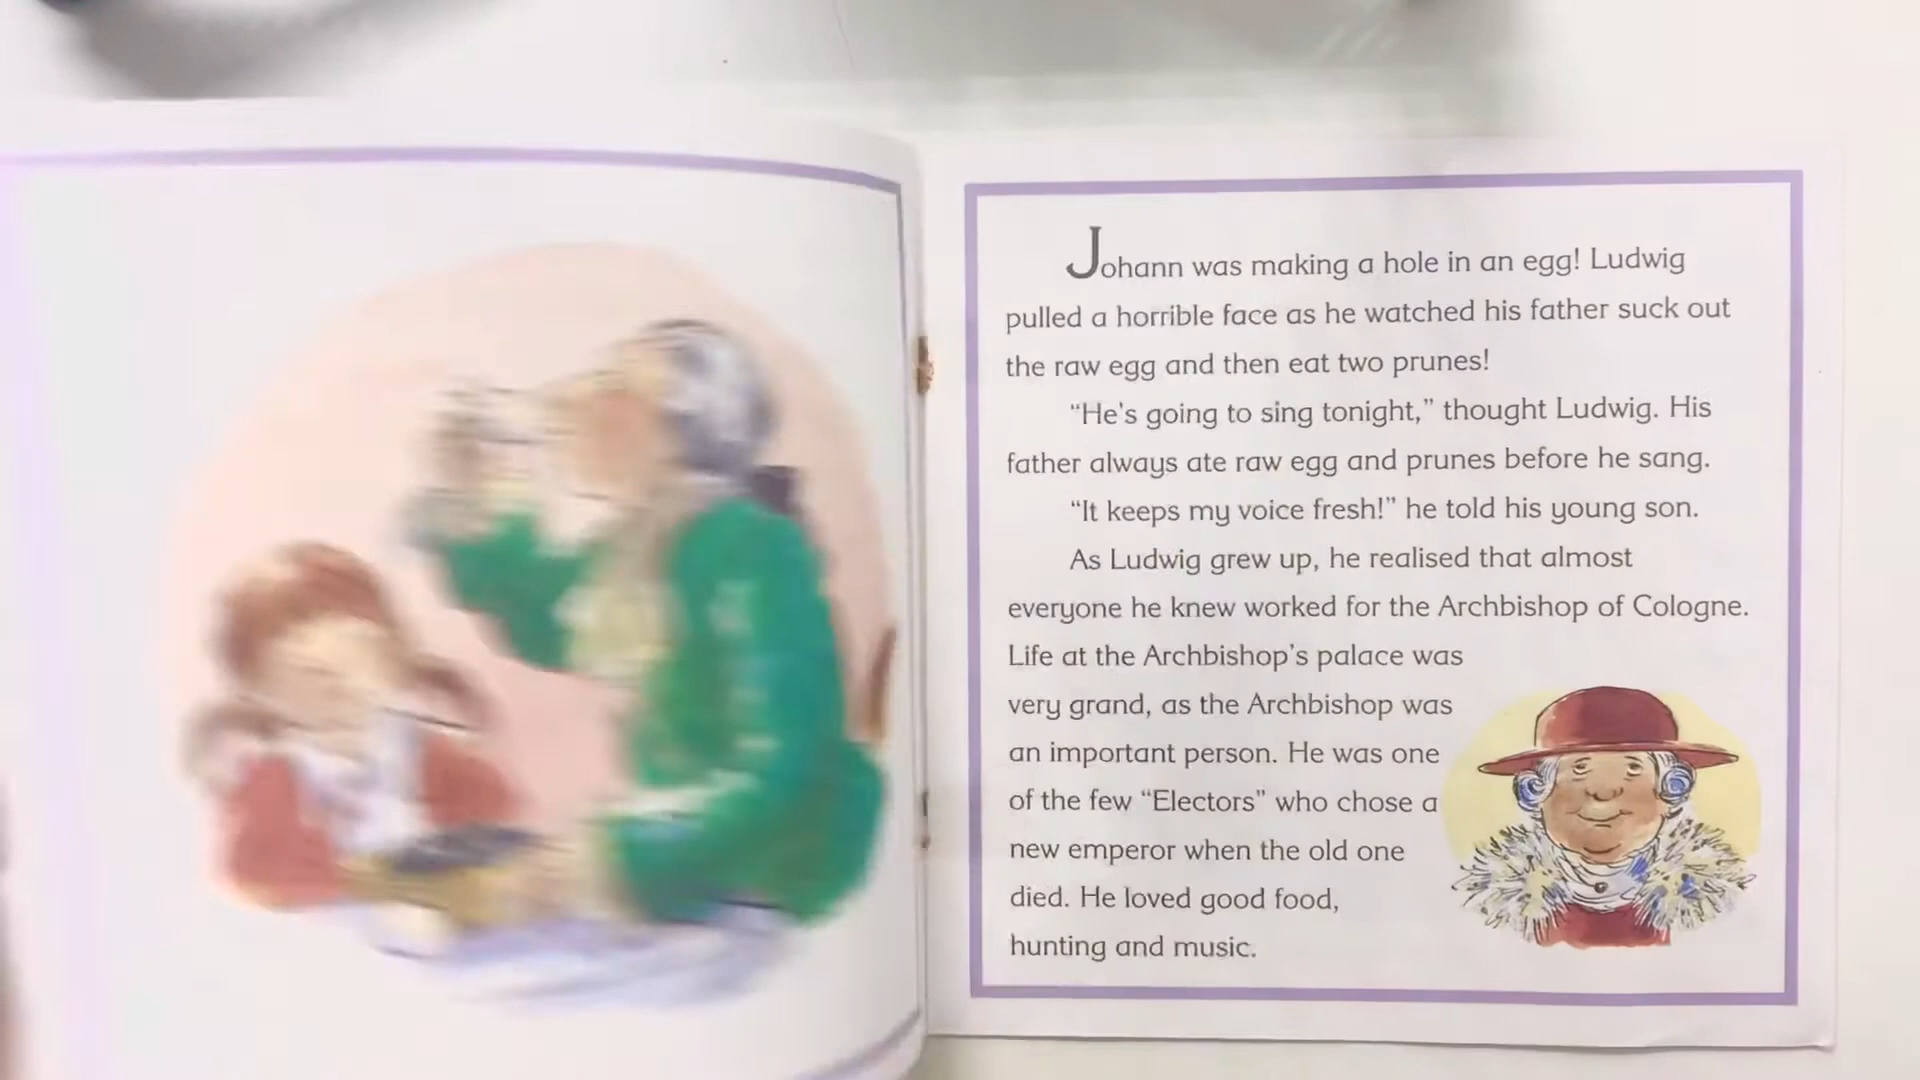 Johann was making a hole in an egg! Ludwig
pulled a horrible face as he watched his father suck out
the raw egg and then eat two prunes!
“He's going to sing tonight,” thought Ludwig. His
father always ate raw egg and prunes before he sang.
“It keeps my voice fresh!” he told his young son.
As Ludwig grew up, he realised that almost
everyone he knew worked for the Archbishop of Cologne.
Life at the Archbishop's palace was
very grand, as the Archbishop was
an important person. He was one
of the few “Electors” who chose a
new emperor when the old one
died. He loved good food,
hunting and music.